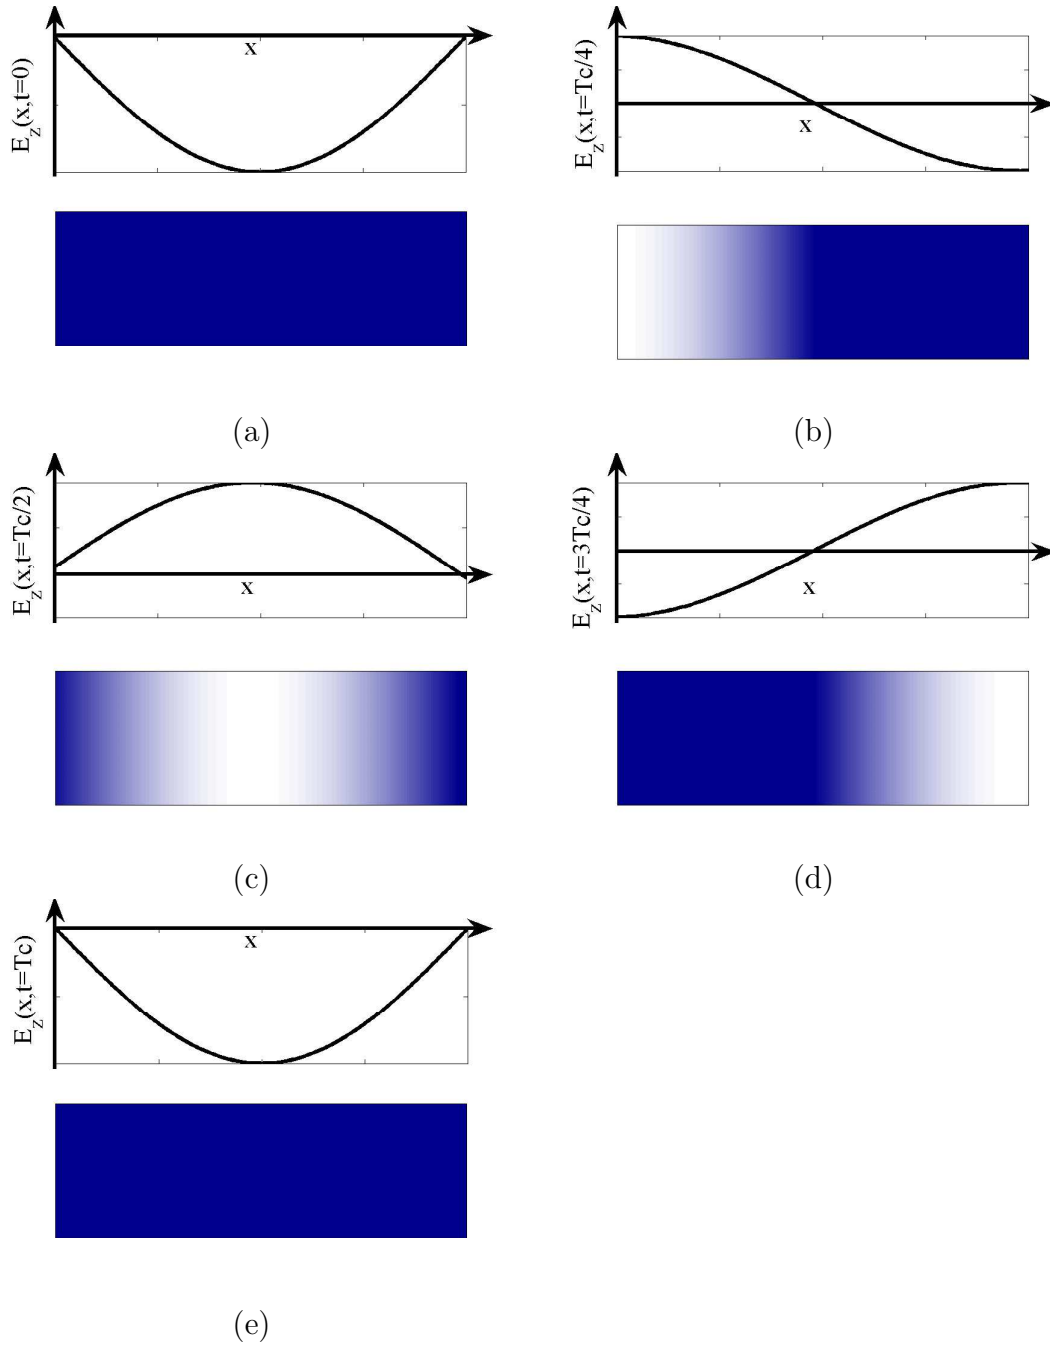 E_z(x,t=0)
x
(a)
E_z(x,t=Tc/4)
x
(b)
E_z(x,t=Tc/2)
x
(c)
E_z(x,t=3Tc/4)
x
(d)
E_z(x,t=Tc)
x
(e)